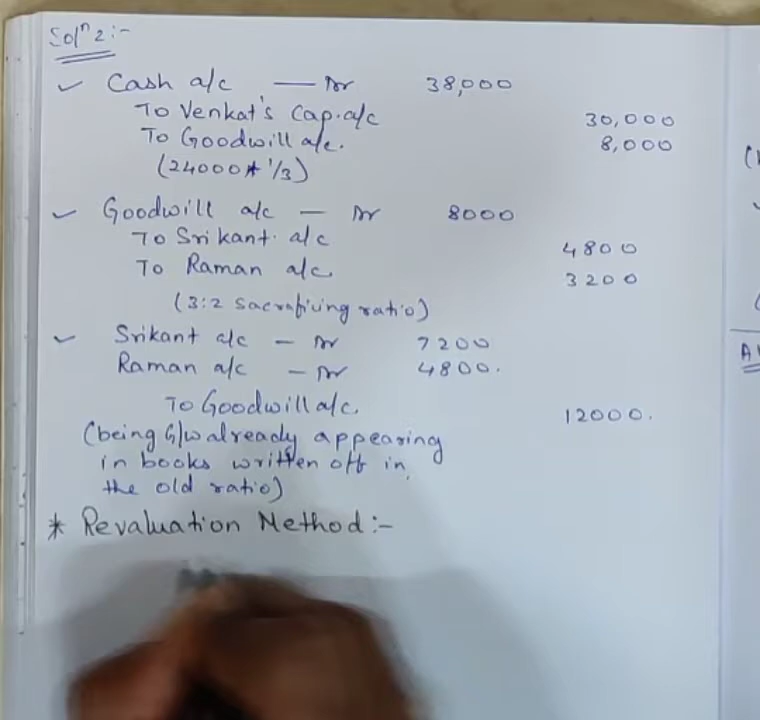 Solⁿ 2:-
✓ Cash a/c — Dr 38,000
To Venkat's Cap. a/c 30,000
To Goodwill a/c. 8,000
(24000 * 1/3)
✓ Goodwill a/c — Dr 8000
To Srikant. a/c 4800
To Raman a/c. 3200
(3:2 sacraficing ratio)
✓ Srikant a/c — Dr 7200
Raman a/c — Dr 4800.
To Goodwill a/c. 12000.
(being G/w already appearing
in books written off in.
the old ratio)
* Revaluation Method:-